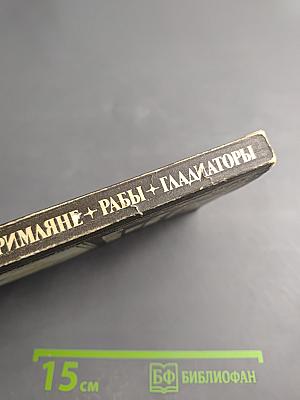 РИМЛЯНЕ + РАБЫ + ГЛАДИАТОРЫ
15 см
БФ БИБЛИОФАН